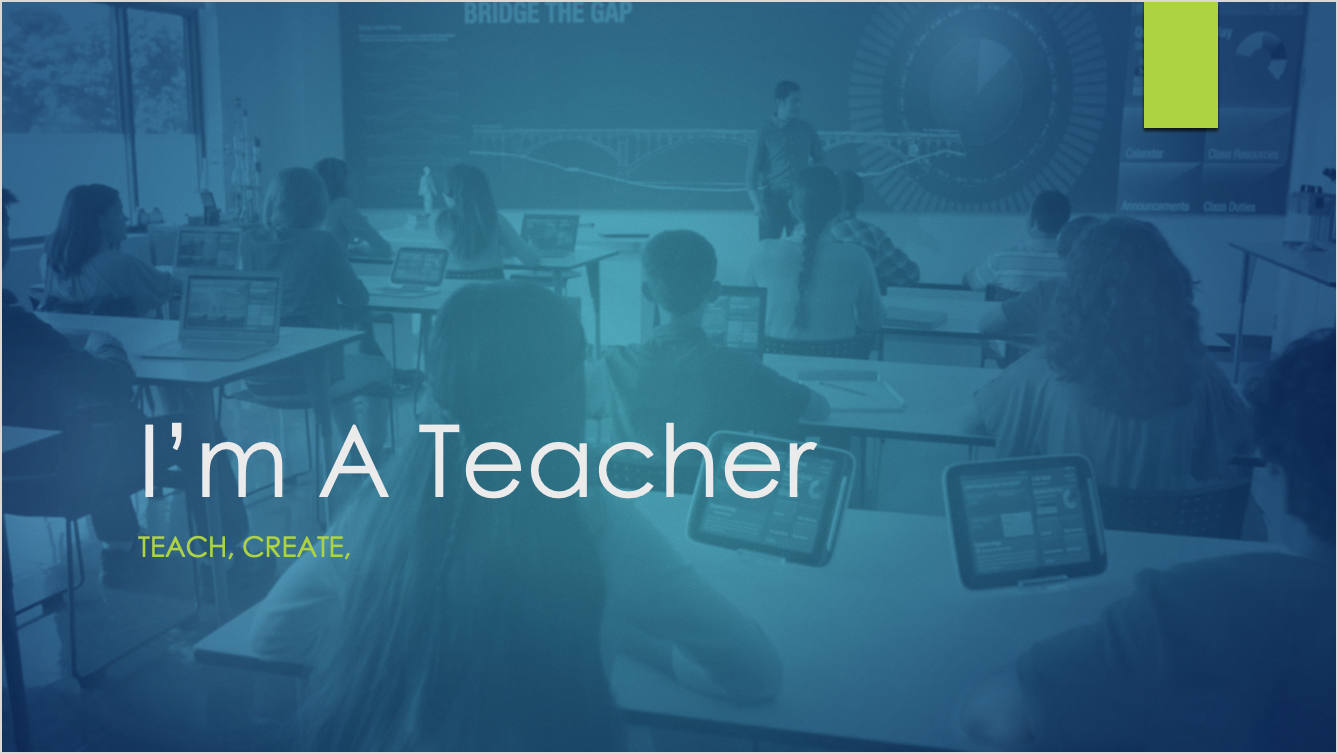 BRIDGE THE GAP
Calendar
Class Resources
Announcements
Class Duties
I’m A Teacher
TEACH, CREATE,